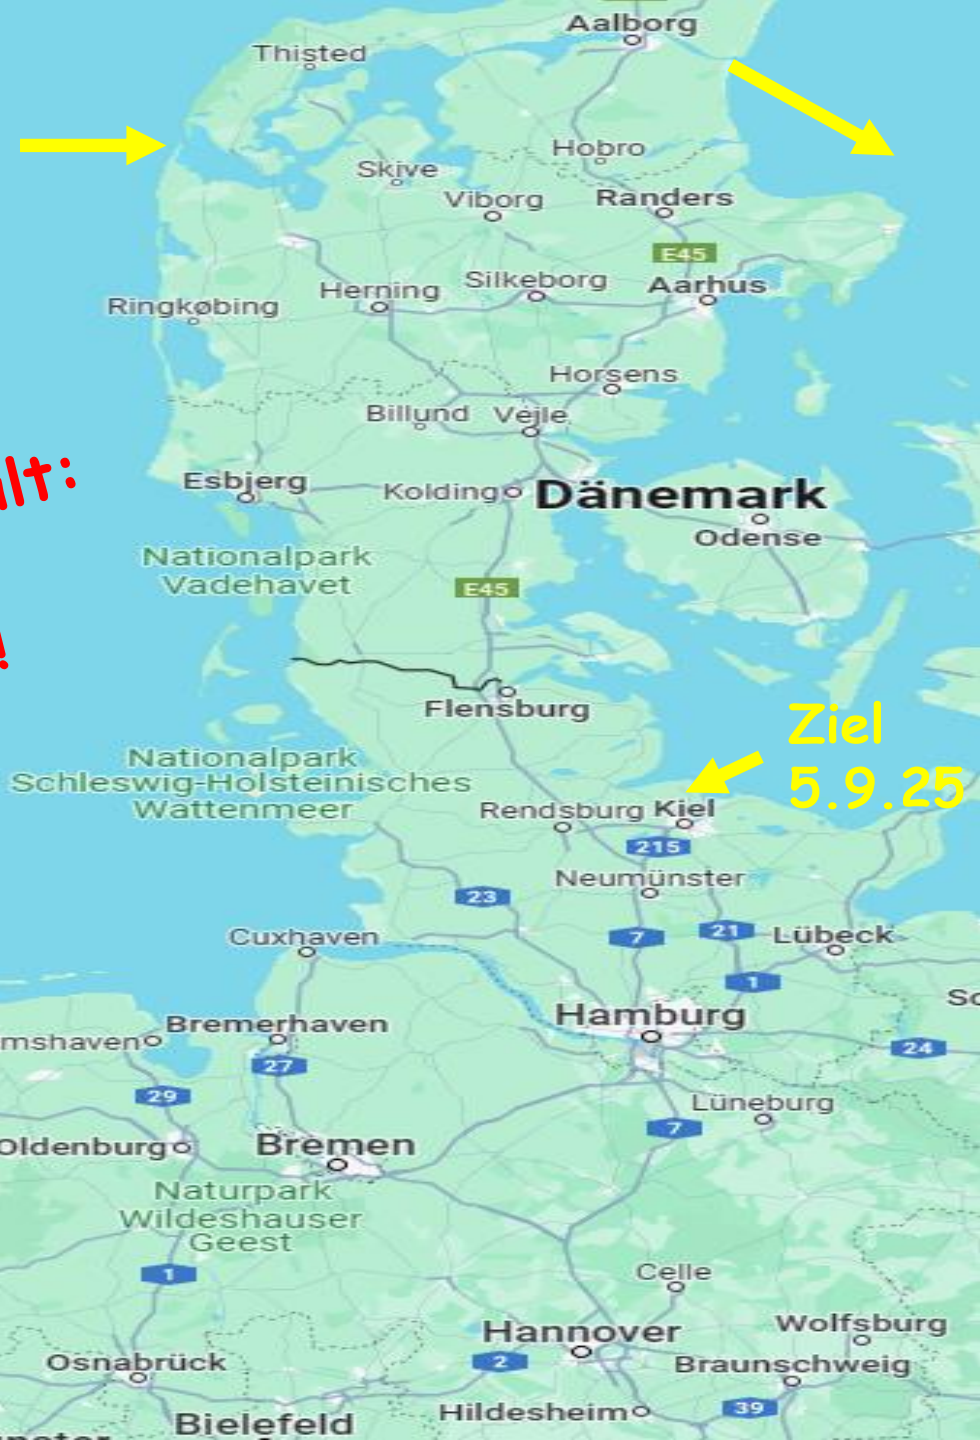 Aalborg
Thisted
Hobro
Skive
Viborg
Randers
E45
Silkeborg
Aarhus
Herning
Ringkøbing
Horsens
Billund
Vejle
Esbjerg
Kolding
Dänemark
Odense
Nationalpark
Vadehavet
E45
Flensburg
Ziel
5.9.25
Nationalpark
Schleswig-Holsteinisches
Wattenmeer
Rendsburg
Kiel
215
Neumünster
23
7
21
Lübeck
Cuxhaven
1
Hamburg
Bremerhaven
mshaven
24
27
29
Lüneburg
7
Oldenburg
Bremen
Naturpark
Wildeshauser
Geest
1
Celle
Hannover
Wolfsburg
2
Osnabrück
Braunschweig
39
Hildesheim
Bielefeld